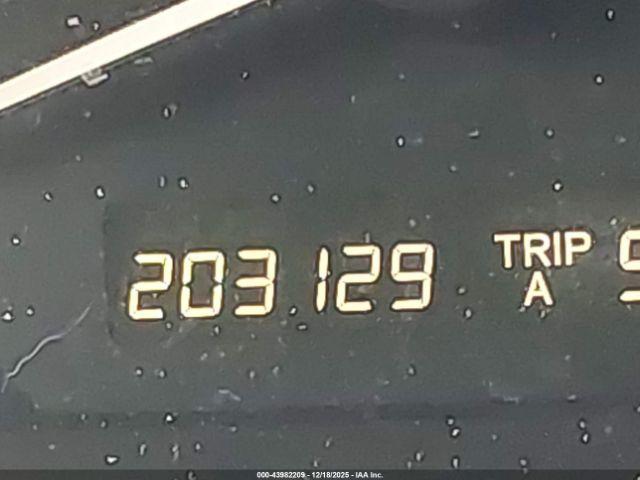 203129 TRIP
A
000-43982209 - 12/18/2025 - IAA Inc.